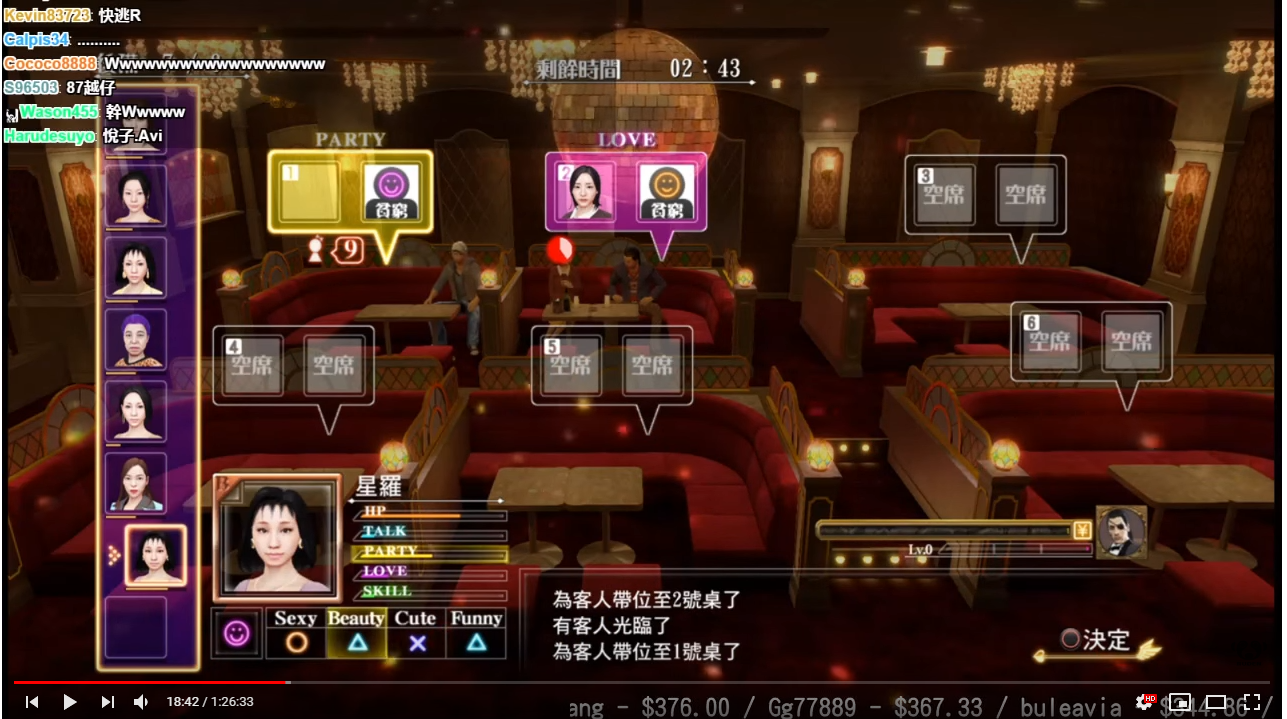 Kevin83723: 快逃R
Calpis34: ..........
Cococo8888: Wwwwwwwwwwwwwwwwww
S96503: 87越仔
Wason455: 幹Wwwww
Harudesuyo: 悅子.Avi
剩餘時間 02：43
PARTY
LOVE
1
貧窮
2
貧窮
3
空席
空席
9
4
空席
空席
5
空席
空席
6
空席
空席
B
星羅
HP
TALK
PARTY
LOVE
SKILL
Sexy Beauty Cute Funny
Lv.0
¥
為客人帶位至2號桌了
有客人光臨了
為客人帶位至1號桌了
決定
18:42 / 1:26:33
HD
ang - $376.00 / Gg77889 - $367.33 / buleavia - $344.86 /